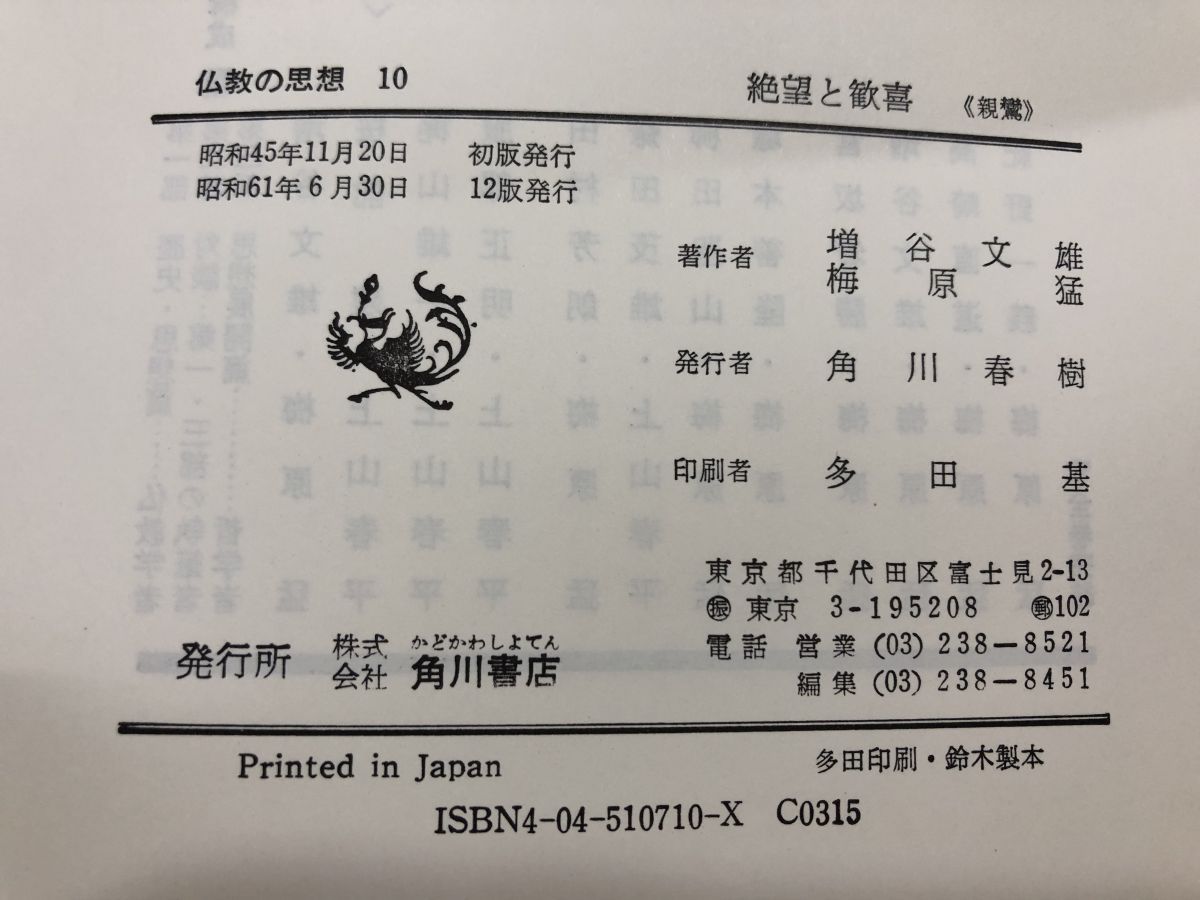 仏教の思想 10
絶望と歓喜 《親鸞》
昭和45年11月20日 初版発行
昭和61年6月30日 12版発行
著作者 増谷文雄
梅原猛
発行者 角川春樹
印刷者 多田基
東京都千代田区富士見2-13
㊞振 東京 3-195208 郵102
電話 営業 (03) 238-8521
編集 (03) 238-8451
かどかわしよてん
発行所 株式会社 角川書店
Printed in Japan
多田印刷・鈴木製本
ISBN4-04-510710-X C0315